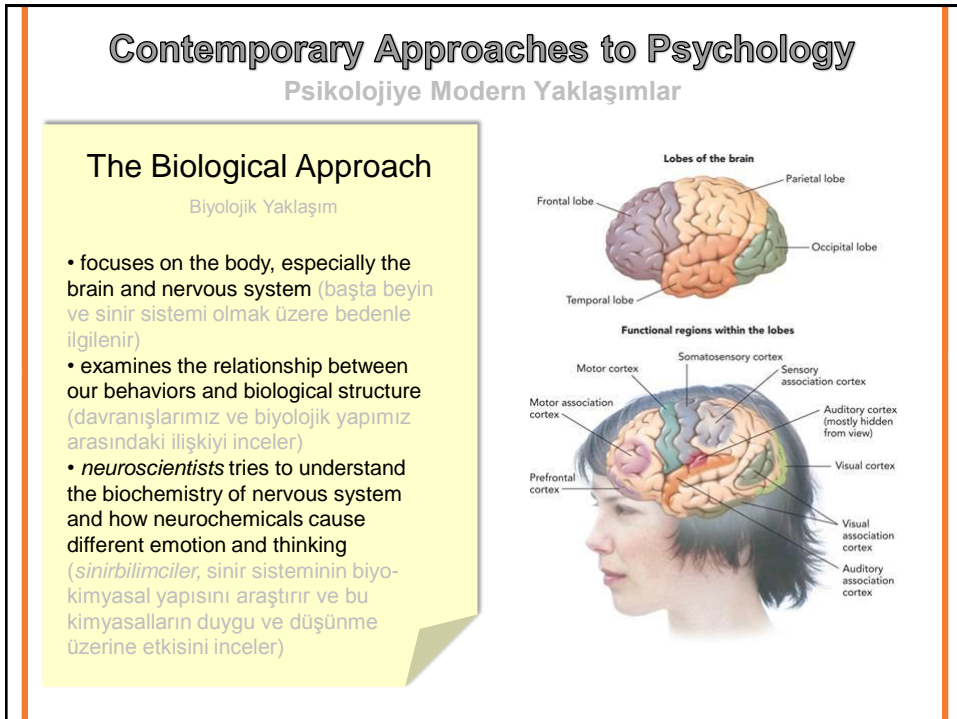 Contemporary Approaches to Psychology
Psikolojiye Modern Yaklaşımlar
The Biological Approach
Biyolojik Yaklaşım
• focuses on the body, especially the
brain and nervous system (başta beyin
ve sinir sistemi olmak üzere bedenle
ilgilenir)
• examines the relationship between
our behaviors and biological structure
(davranışlarımız ve biyolojik yapımız
arasındaki ilişkiyi inceler)
• neuroscientists tries to understand
the biochemistry of nervous system
and how neurochemicals cause
different emotion and thinking
(sinirbilimciler, sinir sisteminin biyo-
kimyasal yapısını araştırır ve bu
kimyasalların duygu ve düşünme
üzerine etkisini inceler)
Lobes of the brain
Parietal lobe
Frontal lobe
Occipital lobe
Temporal lobe
Functional regions within the lobes
Somatosensory cortex
Motor cortex
Sensory
association cortex
Motor association
cortex
Auditory cortex
(mostly hidden
from view)
Visual cortex
Prefrontal
cortex
Visual
association
cortex
Auditory
association
cortex